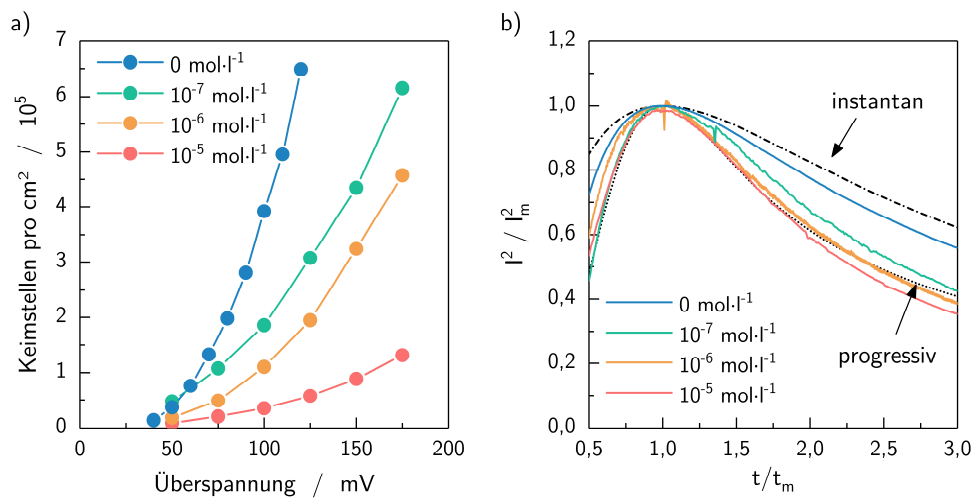 a)
Keimstellen pro cm² / 10⁵
7
6
5
4
3
2
1
0
0 mol·l⁻¹
10⁻⁷ mol·l⁻¹
10⁻⁶ mol·l⁻¹
10⁻⁵ mol·l⁻¹
0 50 100 150 200
Überspannung / mV
b)
I² / I²ₘ
1,2
1,0
0,8
0,6
0,4
0,2
0,0
instantan
progressiv
0 mol·l⁻¹
10⁻⁷ mol·l⁻¹
10⁻⁶ mol·l⁻¹
10⁻⁵ mol·l⁻¹
0,5 1,0 1,5 2,0 2,5 3,0
t/tₘ